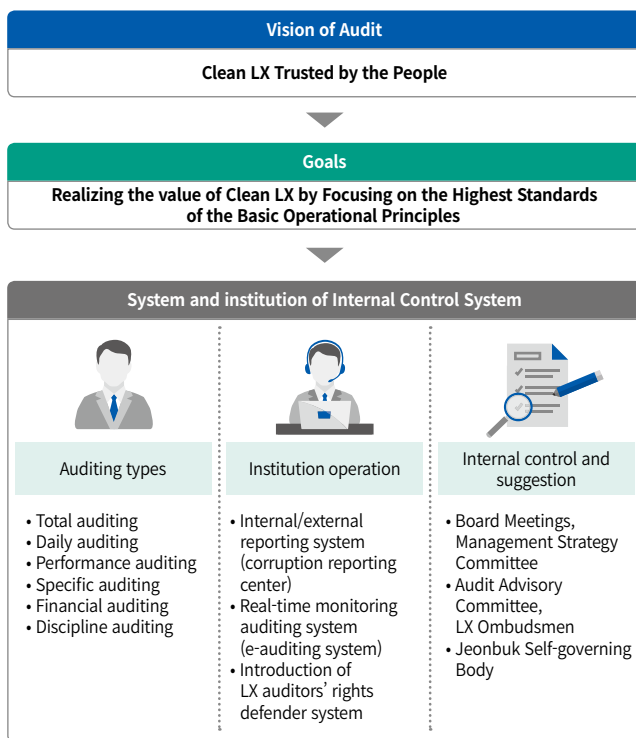 Vision of Audit
Clean LX Trusted by the People
Goals
Realizing the value of Clean LX by Focusing on the Highest Standards
of the Basic Operational Principles
System and institution of Internal Control System
Auditing types
• Total auditing
• Daily auditing
• Performance auditing
• Specific auditing
• Financial auditing
• Discipline auditing
Institution operation
• Internal/external
reporting system
(corruption reporting
center)
• Real-time monitoring
auditing system
(e-auditing system)
• Introduction of
LX auditors’ rights
defender system
Internal control and
suggestion
• Board Meetings,
Management Strategy
Committee
• Audit Advisory
Committee,
LX Ombudsmen
• Jeonbuk Self-governing
Body